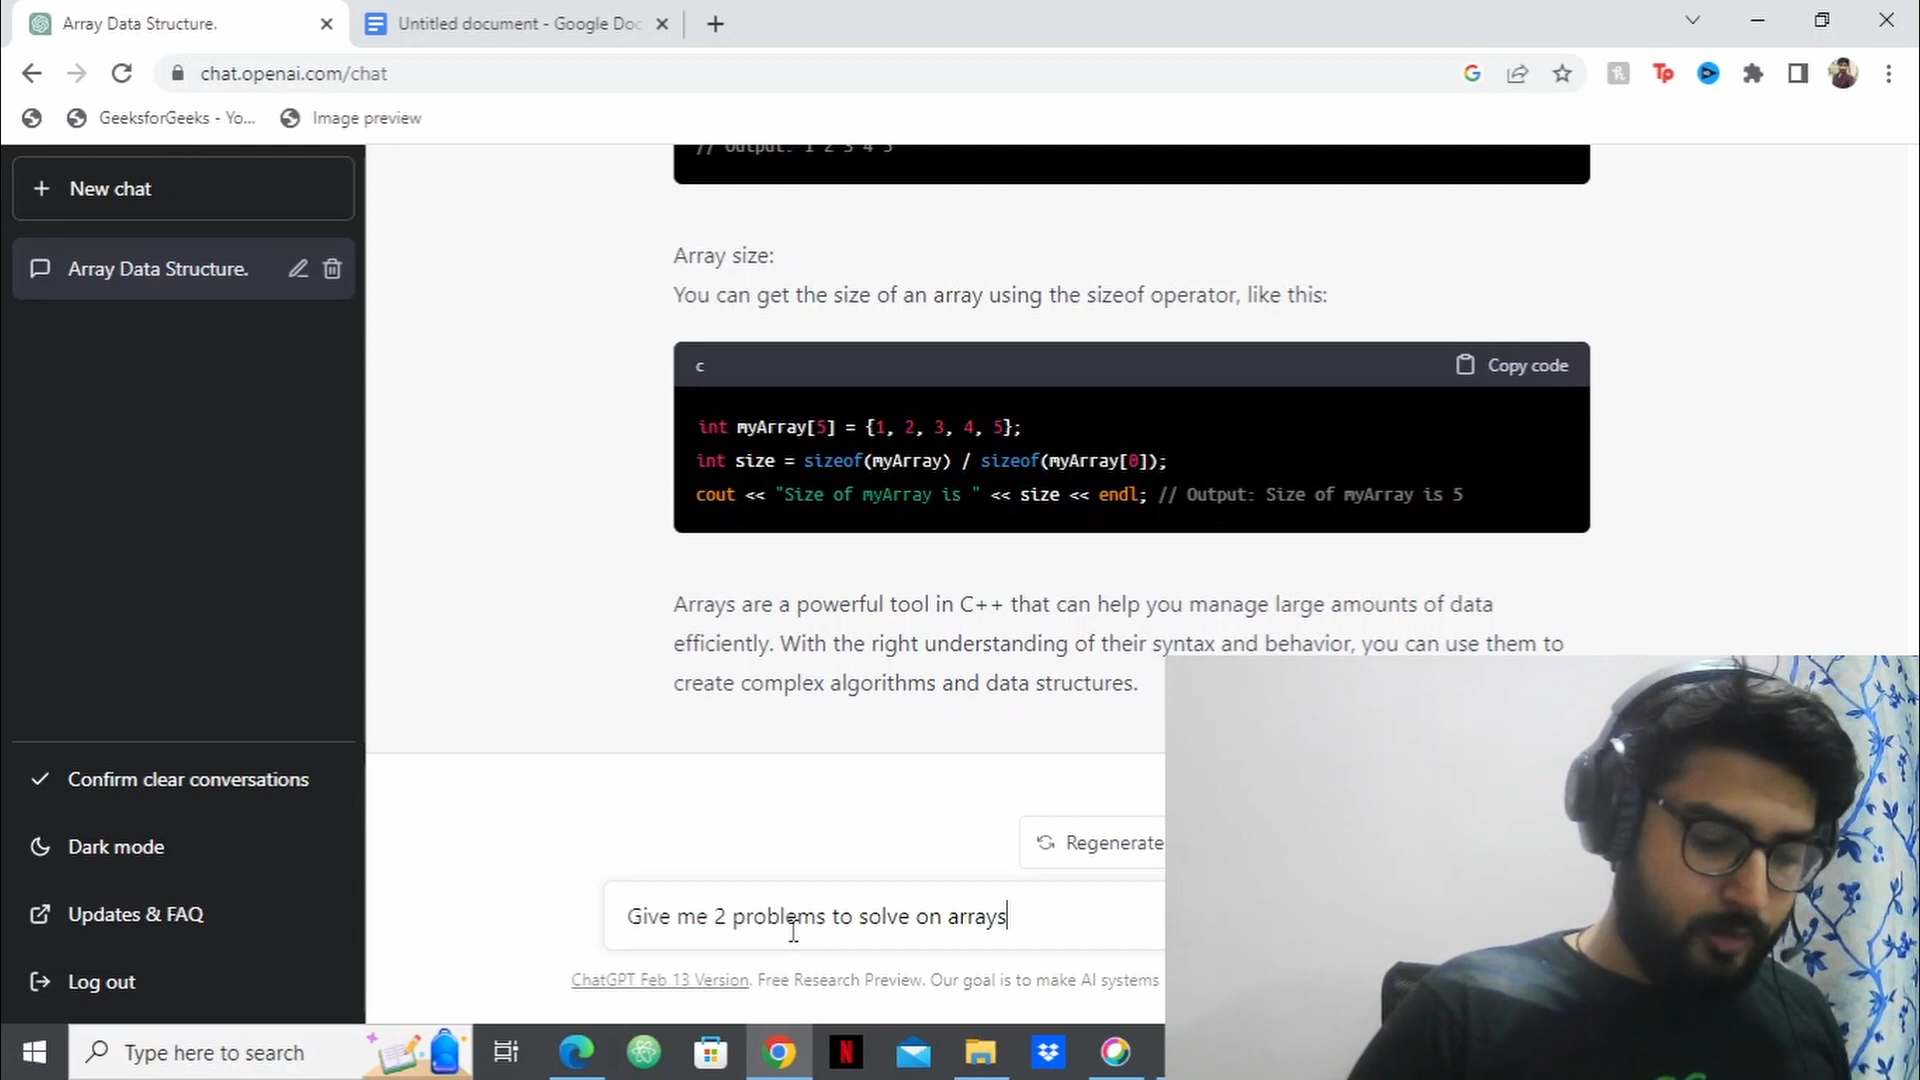 Array Data Structure.
Untitled document - Google Doc
chat.openai.com/chat
GeeksforGeeks - Yo...
Image preview
New chat
Array Data Structure.
Confirm clear conversations
Dark mode
Updates & FAQ
Log out
// Output: 1 2 3 4 5
Array size:
You can get the size of an array using the sizeof operator, like this:
c
Copy code
int myArray[5] = {1, 2, 3, 4, 5};
int size = sizeof(myArray) / sizeof(myArray[0]);
cout << "Size of myArray is " << size << endl; // Output: Size of myArray is 5
Arrays are a powerful tool in C++ that can help you manage large amounts of data
efficiently. With the right understanding of their syntax and behavior, you can use them to
create complex algorithms and data structures.
Regenerate
Give me 2 problems to solve on arrays
ChatGPT Feb 13 Version. Free Research Preview. Our goal is to make AI systems
Type here to search